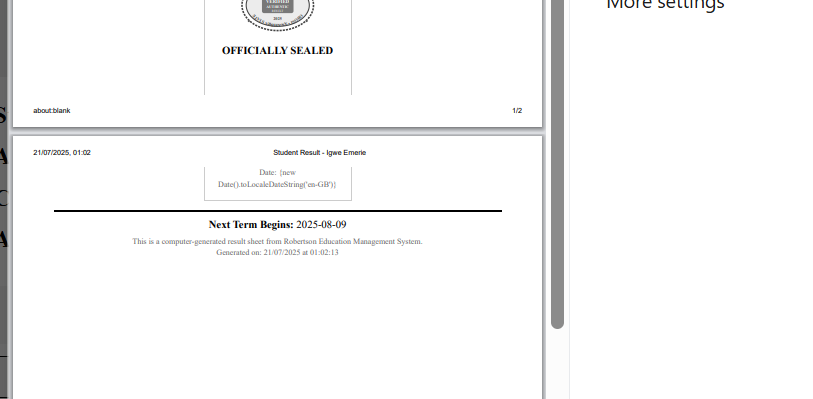 More settings
VERIFIED
AUTHENTIC
2025
OFFICIALLY SEALED
about:blank
1/2
21/07/2025, 01:02
Student Result - Igwe Emerie
Date: {new
Date().toLocaleDateString('en-GB')}
Next Term Begins: 2025-08-09
This is a computer-generated result sheet from Robertson Education Management System.
Generated on: 21/07/2025 at 01:02:13